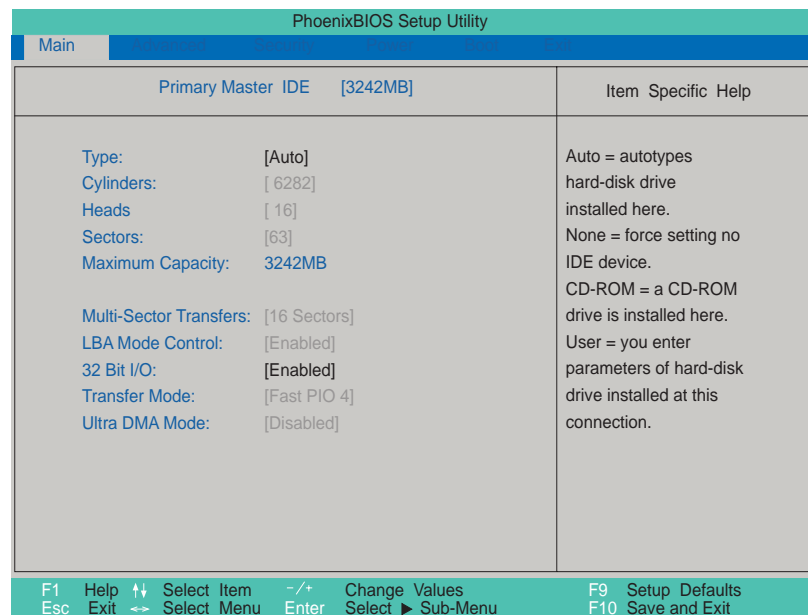 PhoenixBIOS Setup Utility
Main Advanced Security Power Boot Exit
Primary Master IDE [3242MB]
Item Specific Help
Type: [Auto]
Cylinders: [ 6282]
Heads [ 16]
Sectors: [63]
Maximum Capacity: 3242MB
Multi-Sector Transfers: [16 Sectors]
LBA Mode Control: [Enabled]
32 Bit I/O: [Enabled]
Transfer Mode: [Fast PIO 4]
Ultra DMA Mode: [Disabled]
Auto = autotypes
hard-disk drive
installed here.
None = force setting no
IDE device.
CD-ROM = a CD-ROM
drive is installed here.
User = you enter
parameters of hard-disk
drive installed at this
connection.
F1 Help ↑↓ Select Item -/+ Change Values F9 Setup Defaults
Esc Exit ↔ Select Menu Enter Select ▶ Sub-Menu F10 Save and Exit